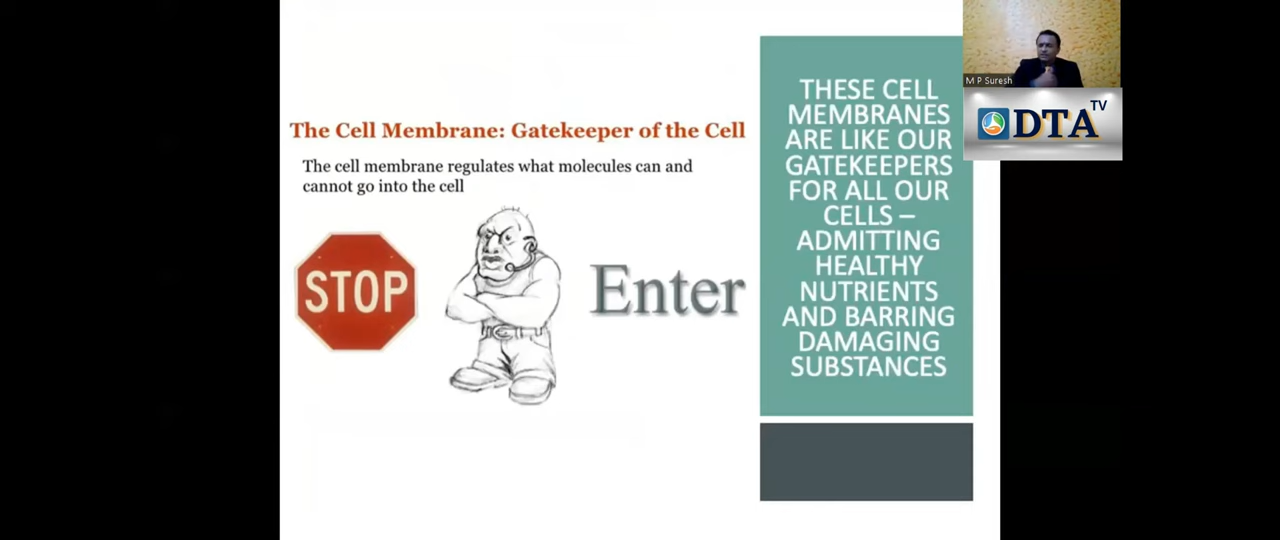 The Cell Membrane: Gatekeeper of the Cell
The cell membrane regulates what molecules can and
cannot go into the cell
STOP
Enter
THESE CELL
MEMBRANES
ARE LIKE OUR
GATEKEEPERS
FOR ALL OUR
CELLS –
ADMITTING
HEALTHY
NUTRIENTS
AND BARRING
DAMAGING
SUBSTANCES
M P Suresh
DTA TV